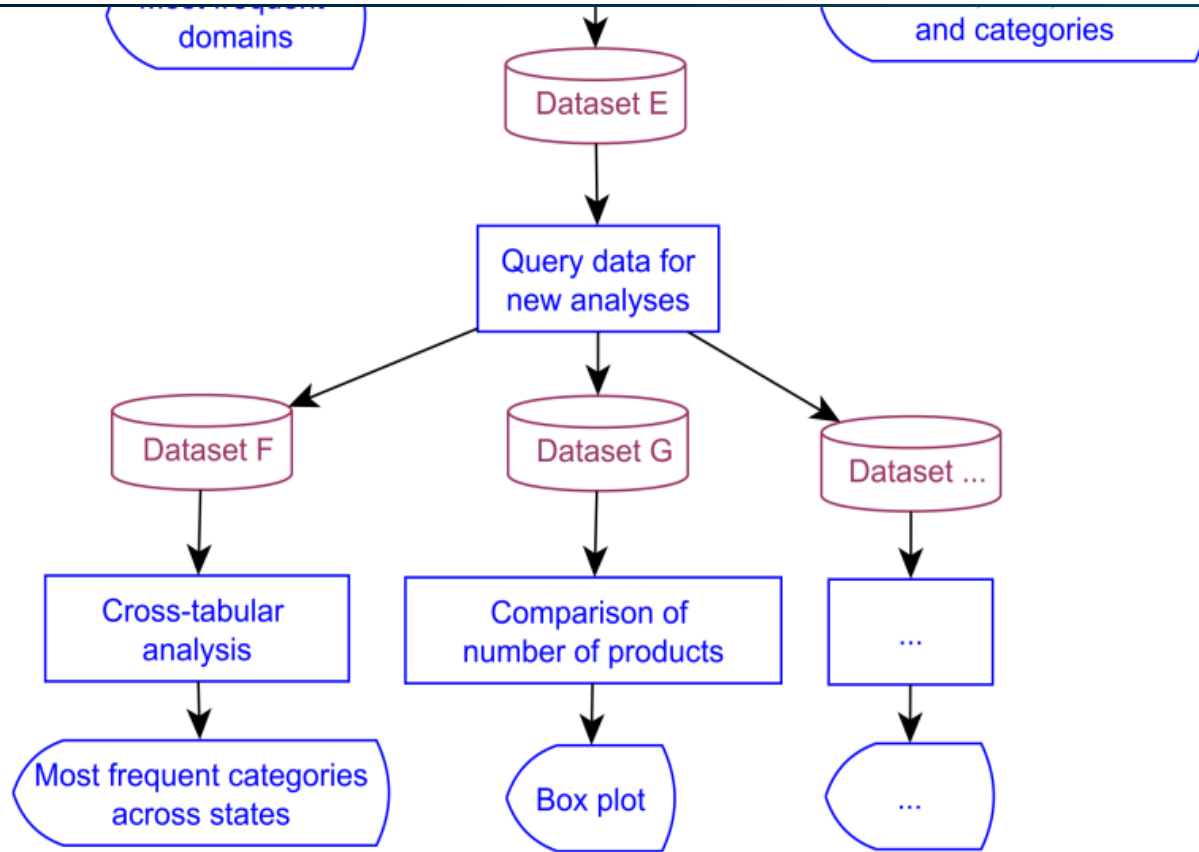 domains
and categories
Dataset E
Query data for
new analyses
Dataset F
Dataset G
Dataset ...
Cross-tabular
analysis
Comparison of
number of products
...
Most frequent categories
across states
Box plot
...